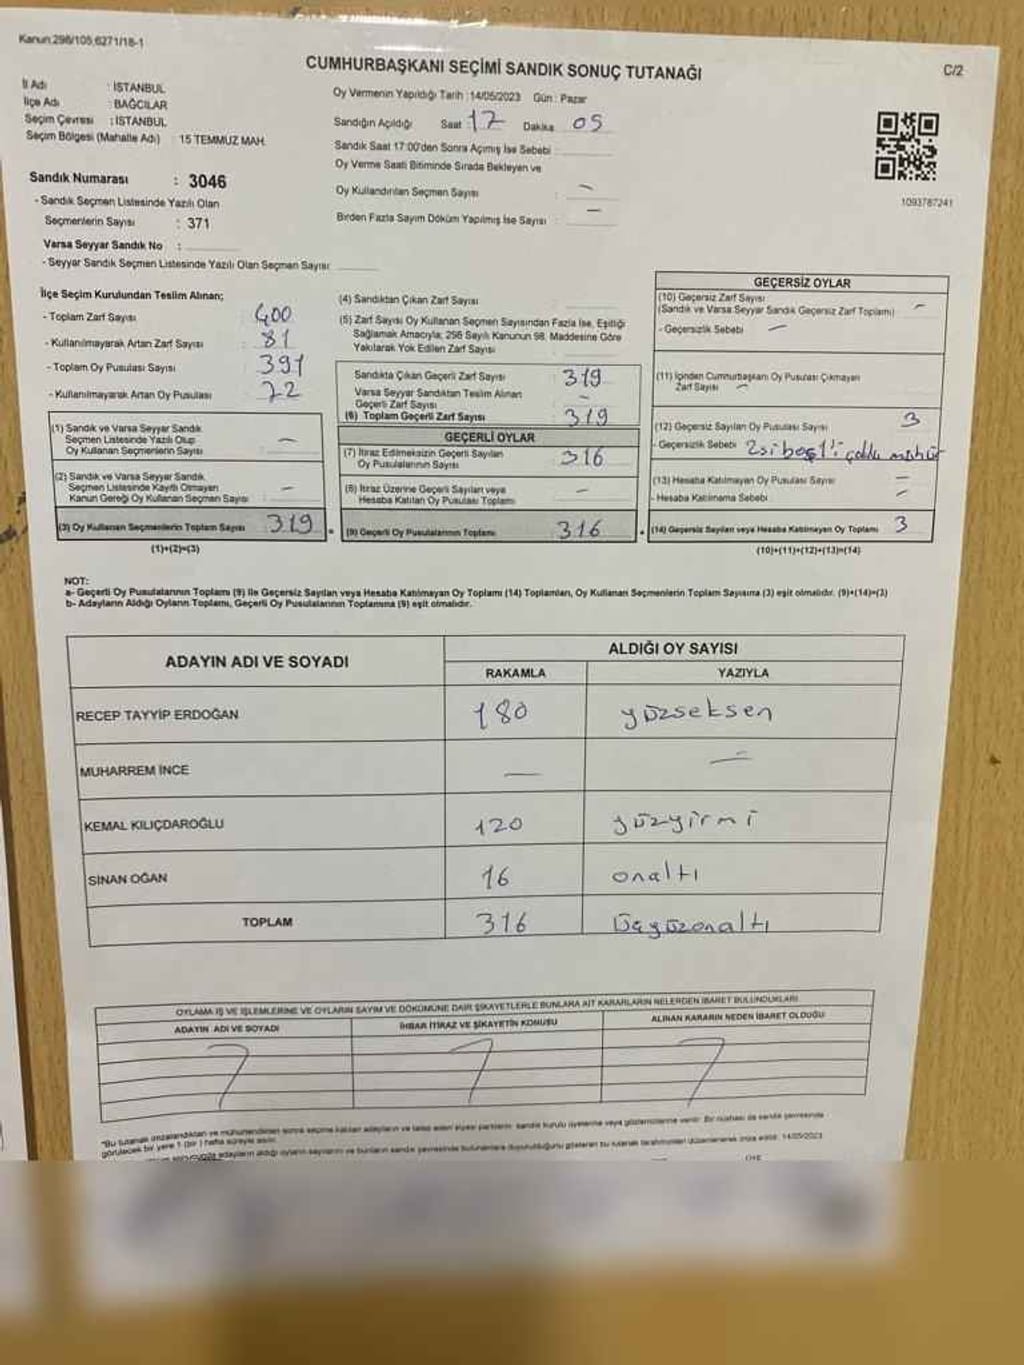 Kanun:298/105,6271/18-1
CUMHURBAŞKANI SEÇİMİ SANDIK SONUÇ TUTANAĞI
C/2
İl Adı : İSTANBUL
İlçe Adı : BAĞCILAR
Seçim Çevresi : İSTANBUL
Seçim Bölgesi (Mahalle Adı) : 15 TEMMUZ MAH.
Oy Vermenin Yapıldığı Tarih :14/05/2023 Gün : Pazar
Sandığın Açıldığı Saat 17 Dakika 05
Sandık Saat 17:00'den Sonra Açımış İse Sebebi
Oy Verme Saati Bitiminde Sırada Bekleyen ve
Oy Kullandırılan Seçmen Sayısı : —
Birden Fazla Sayım Döküm Yapılmış İse Sayısı : —
1093787241
Sandık Numarası : 3046
- Sandık Seçmen Listesinde Yazılı Olan
Seçmenlerin Sayısı : 371
Varsa Seyyar Sandık No :
- Seyyar Sandık Seçmen Listesinde Yazılı Olan Seçmen Sayısı
İlçe Seçim Kurulundan Teslim Alınan;
- Toplam Zarf Sayısı : 400
- Kullanılmayarak Artan Zarf Sayısı : 81
- Toplam Oy Pusulası Sayısı : 391
- Kullanılmayarak Artan Oy Pusulası : 72
(1) Sandık ve Varsa Seyyar Sandık
Seçmen Listesinde Yazılı Olup
Oy Kullanan Seçmenlerin Sayısı —
(2) Sandık ve Varsa Seyyar Sandık
Seçmen Listesinde Kayıtlı Olmayan
Kanun Gereği Oy Kullanan Seçmen Sayısı —
(3) Oy Kullanan Seçmenlerin Toplam Sayısı 319
(1)+(2)=(3)
(4) Sandıktan Çıkan Zarf Sayısı :
(5) Zarf Sayısı Oy Kullanan Seçmen Sayısından Fazla İse, Eşitliği
Sağlamak Amacıyla; 298 Sayılı Kanunun 98. Maddesine Göre
Yakılarak Yok Edilen Zarf Sayısı :
Sandıkta Çıkan Geçerli Zarf Sayısı : 319
Varsa Seyyar Sandıktan Teslim Alınan
Geçerli Zarf Sayısı : —
(6) Toplam Geçerli Zarf Sayısı : 319
GEÇERLİ OYLAR
(7) İtiraz Edilmeksizin Geçerli Sayılan
Oy Pusulalarının Sayısı : 316
(8) İtiraz Üzerine Geçerli Sayılan veya
Hesaba Katılan Oy Pusulası Toplamı : —
(9) Geçerli Oy Pusulalarının Toplamı : 316
GEÇERSİZ OYLAR
(10) Geçersiz Zarf Sayısı
(Sandık ve Varsa Seyyar Sandık Geçersiz Zarf Toplamı) : —
- Geçersizlik Sebebi : —
(11) İçinden Cumhurbaşkanı Oy Pusulası Çıkmayan
Zarf Sayısı : —
(12) Geçersiz Sayılan Oy Pusulası Sayısı : 3
- Geçersizlik Sebebi 2si boş 1'i çoklu mühür
(13) Hesaba Katılmayan Oy Pusulası Sayısı : —
- Hesaba Katılmama Sebebi : —
(14) Geçersiz Sayılan veya Hesaba Katılmayan Oy Toplamı : 3
(10)+(11)+(12)+(13)=(14)
NOT:
a- Geçerli Oy Pusulalarının Toplamı (9) ile Geçersiz Sayılan veya Hesaba Katılmayan Oy Toplamı (14) Toplamları, Oy Kullanan Seçmenlerin Toplam Sayısına (3) eşit olmalıdır. (9)+(14)=(3)
b- Adayların Aldığı Oyların Toplamı, Geçerli Oy Pusulalarının Toplamına (9) eşit olmalıdır.
ADAYIN ADI VE SOYADI
ALDIĞI OY SAYISI
RAKAMLA YAZIYLA
RECEP TAYYİP ERDOĞAN 180 yüzseksen
MUHARREM İNCE — —
KEMAL KILIÇDAROĞLU 120 yüzyirmi
SİNAN OĞAN 16 onaltı
TOPLAM 316 üçyüzonaltı
OYLAMA İŞ VE İŞLEMLERİNE VE OYLARIN SAYIM VE DÖKÜMÜNE DAİR ŞİKAYETLERLE BUNLARA AİT KARARLARIN NELERDEN İBARET BULUNDUKLARI
ADAYIN ADI VE SOYADI İHBAR İTİRAZ VE ŞİKAYETİN KONUSU ALINAN KARARIN NEDEN İBARET OLDUĞU